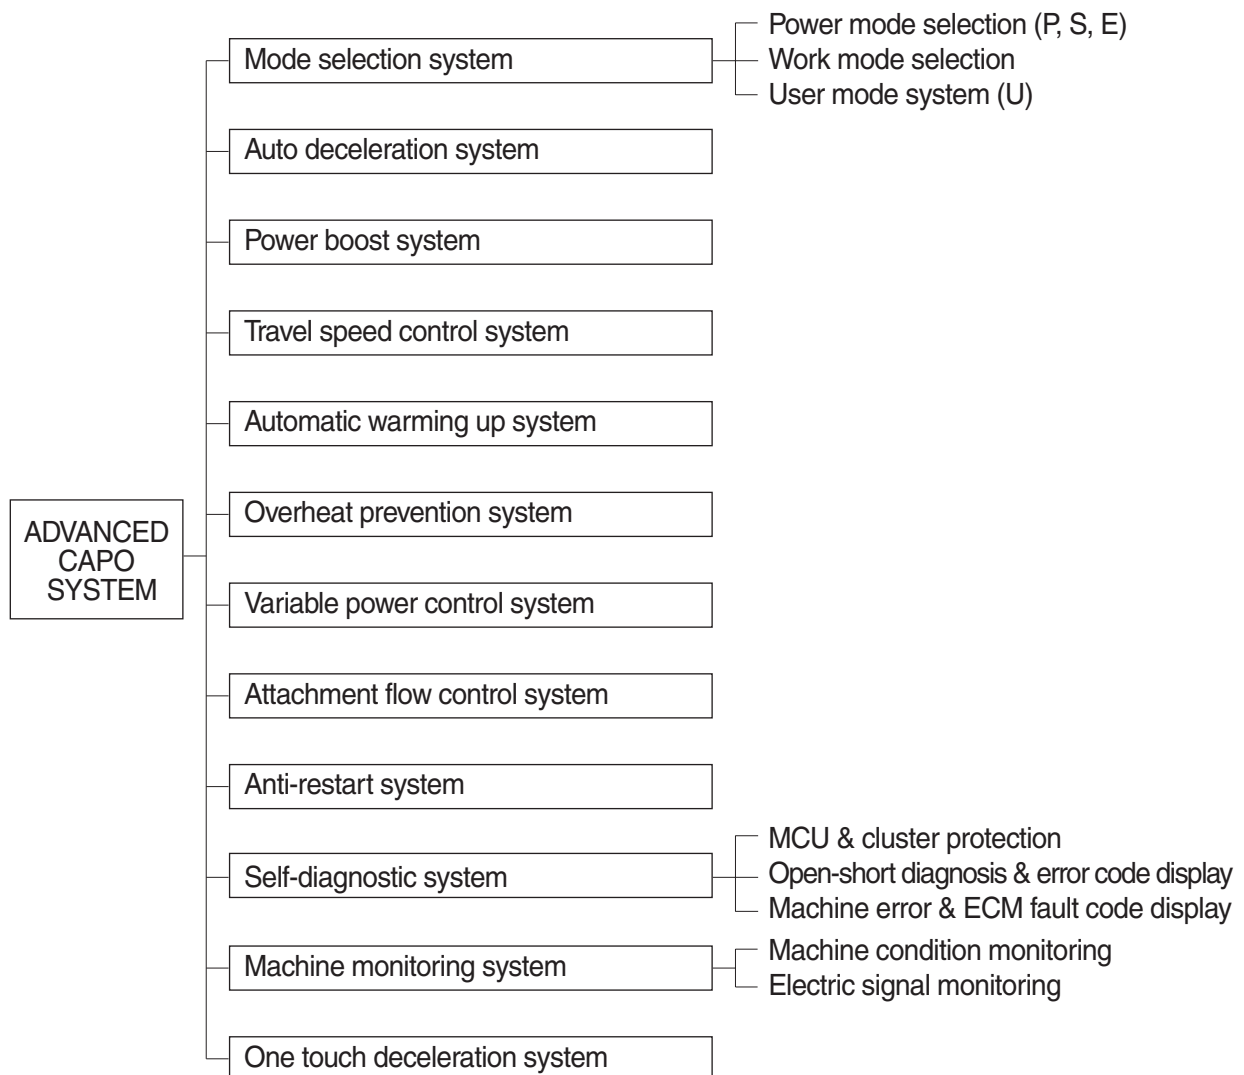 Power mode selection (P, S, E)
Mode selection system
Work mode selection
User mode system (U)
Auto deceleration system
Power boost system
Travel speed control system
Automatic warming up system
Overheat prevention system
ADVANCED
CAPO
SYSTEM
Variable power control system
Attachment flow control system
Anti-restart system
MCU & cluster protection
Self-diagnostic system
Open-short diagnosis & error code display
Machine error & ECM fault code display
Machine monitoring system
Machine condition monitoring
Electric signal monitoring
One touch deceleration system